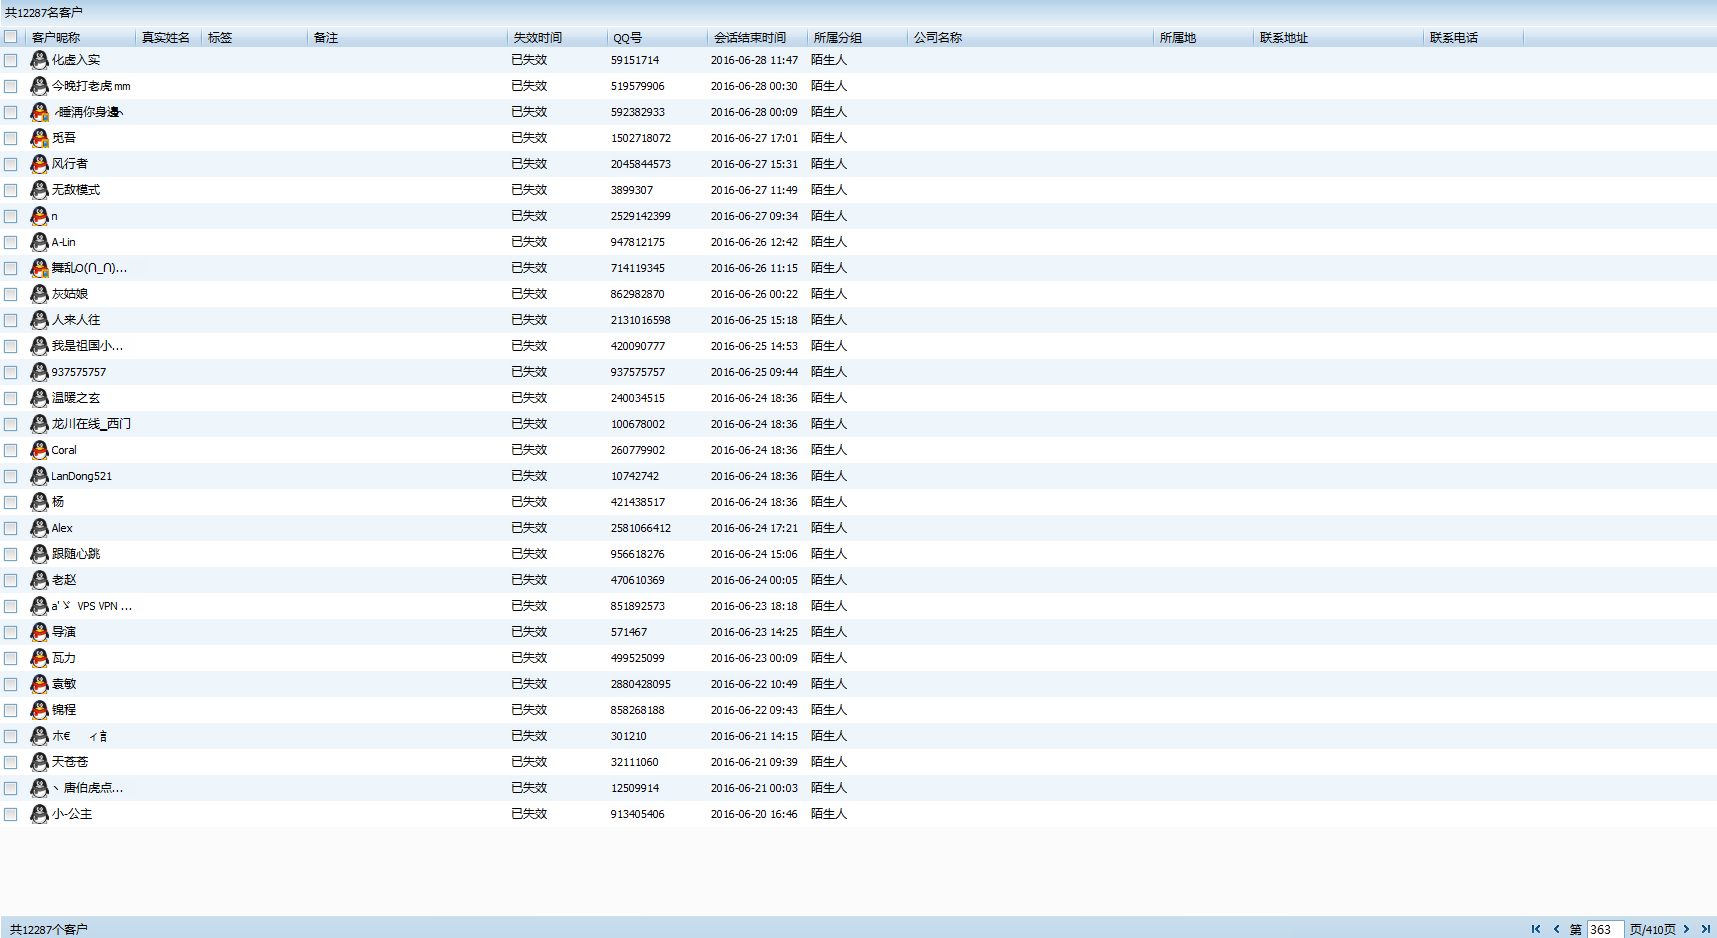 共12287名客户
客户昵称 真实姓名 标签 备注 失效时间 QQ号 会话结束时间 所属分组 公司名称 所属地 联系地址 联系电话
化虚入实 已失效 59151714 2016-06-28 11:47 陌生人
今晚打老虎mm 已失效 519579906 2016-06-28 00:30 陌生人
睡洅你身邊 已失效 592382933 2016-06-28 00:09 陌生人
觅吾 已失效 1502718072 2016-06-27 17:01 陌生人
风行者 已失效 2045844573 2016-06-27 15:31 陌生人
无敌模式 已失效 3899307 2016-06-27 11:49 陌生人
n 已失效 2529142399 2016-06-27 09:34 陌生人
A-Lin 已失效 947812175 2016-06-26 12:42 陌生人
舞乱O(∩_∩)... 已失效 714119345 2016-06-26 11:15 陌生人
灰姑娘 已失效 862982870 2016-06-26 00:22 陌生人
人来人往 已失效 2131016598 2016-06-25 15:18 陌生人
我是祖国小... 已失效 420090777 2016-06-25 14:53 陌生人
937575757 已失效 937575757 2016-06-25 09:44 陌生人
温暖之玄 已失效 240034515 2016-06-24 18:36 陌生人
龙川在线_西门 已失效 100678002 2016-06-24 18:36 陌生人
Coral 已失效 260779902 2016-06-24 18:36 陌生人
LanDong521 已失效 10742742 2016-06-24 18:36 陌生人
杨 已失效 421438517 2016-06-24 18:36 陌生人
Alex 已失效 2581066412 2016-06-24 17:21 陌生人
跟随心跳 已失效 956618276 2016-06-24 15:06 陌生人
老赵 已失效 470610369 2016-06-24 00:05 陌生人
a'ゞ VPS VPN ... 已失效 851892573 2016-06-23 18:18 陌生人
导演 已失效 571467 2016-06-23 14:25 陌生人
瓦力 已失效 499525099 2016-06-23 00:09 陌生人
袁敏 已失效 2880428095 2016-06-22 10:49 陌生人
锦程 已失效 858268188 2016-06-22 09:43 陌生人
朩€ ィ 已失效 301210 2016-06-21 14:15 陌生人
天苍苍 已失效 32111060 2016-06-21 09:39 陌生人
丶唐伯虎点... 已失效 12509914 2016-06-21 00:03 陌生人
小-公主 已失效 913405406 2016-06-20 16:46 陌生人
共12287个客户 第 363 页/410页